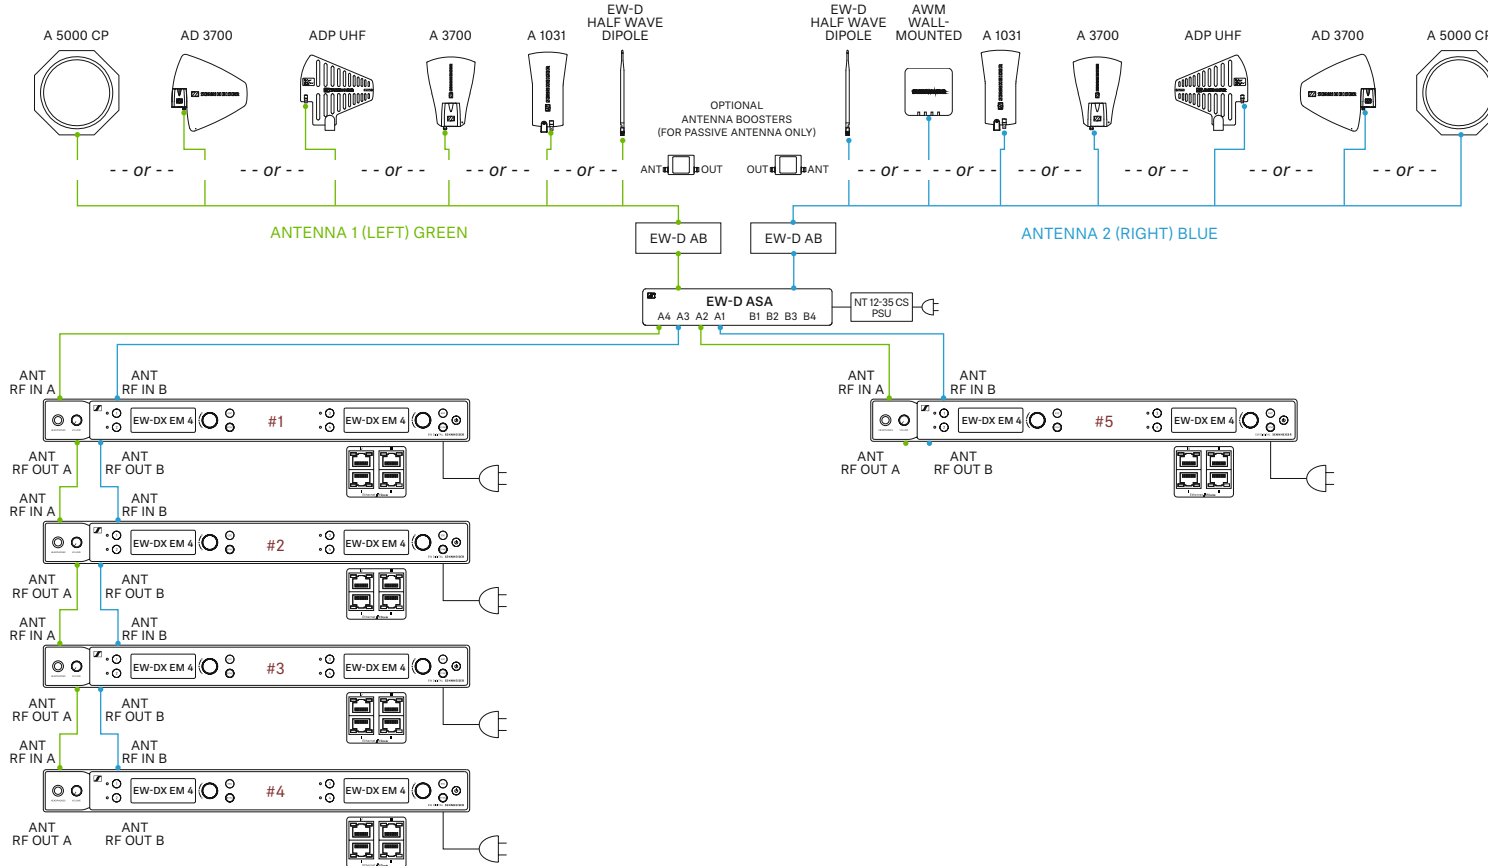 A 5000 CP
AD 3700
ADP UHF
A 3700
A 1031
EW-D
HALF WAVE
DIPOLE
EW-D
HALF WAVE
DIPOLE
AWM
WALL-
MOUNTED
A 1031
A 3700
ADP UHF
AD 3700
A 5000 CP
OPTIONAL
ANTENNA BOOSTERS
(FOR PASSIVE ANTENNA ONLY)
- - or - -
- - or - -
- - or - -
- - or - -
- - or - -
ANT
OUT
OUT
ANT
- - or - -
- - or - -
- - or - -
- - or - -
- - or - -
- - or - -
ANTENNA 1 (LEFT) GREEN
EW-D AB
EW-D AB
ANTENNA 2 (RIGHT) BLUE
EW-D ASA
A4 A3 A2 A1 B1 B2 B3 B4
NT 12-35 CS
PSU
ANT
RF IN A
ANT
RF IN B
EW-DX EM 4
#1
EW-DX EM 4
ANT
RF OUT A
ANT
RF OUT B
ANT
RF IN A
ANT
RF IN B
EW-DX EM 4
#5
EW-DX EM 4
ANT
RF OUT A
ANT
RF OUT B
ANT
RF IN A
ANT
RF IN B
EW-DX EM 4
#2
EW-DX EM 4
ANT
RF OUT A
ANT
RF OUT B
ANT
RF IN A
ANT
RF IN B
EW-DX EM 4
#3
EW-DX EM 4
ANT
RF OUT A
ANT
RF OUT B
ANT
RF IN A
ANT
RF IN B
EW-DX EM 4
#4
EW-DX EM 4
ANT
RF OUT A
ANT
RF OUT B